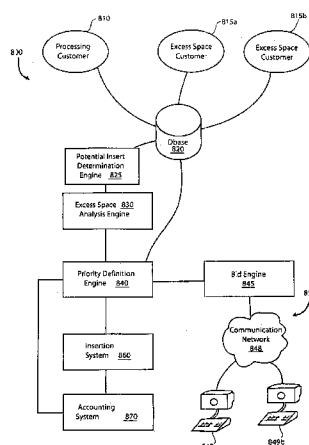 810
815a
815b
800
Processing
Customer
Excess Space
Customer
Excess Space
Customer
Dbase
820
Potential Insert
Determination
Engine 825
Excess Space 830
Analysis Engine
Priority Definition
Engine 840
Bid Engine
845
Communication
Network
848
Insertion
System 860
Accounting
System 870
849b